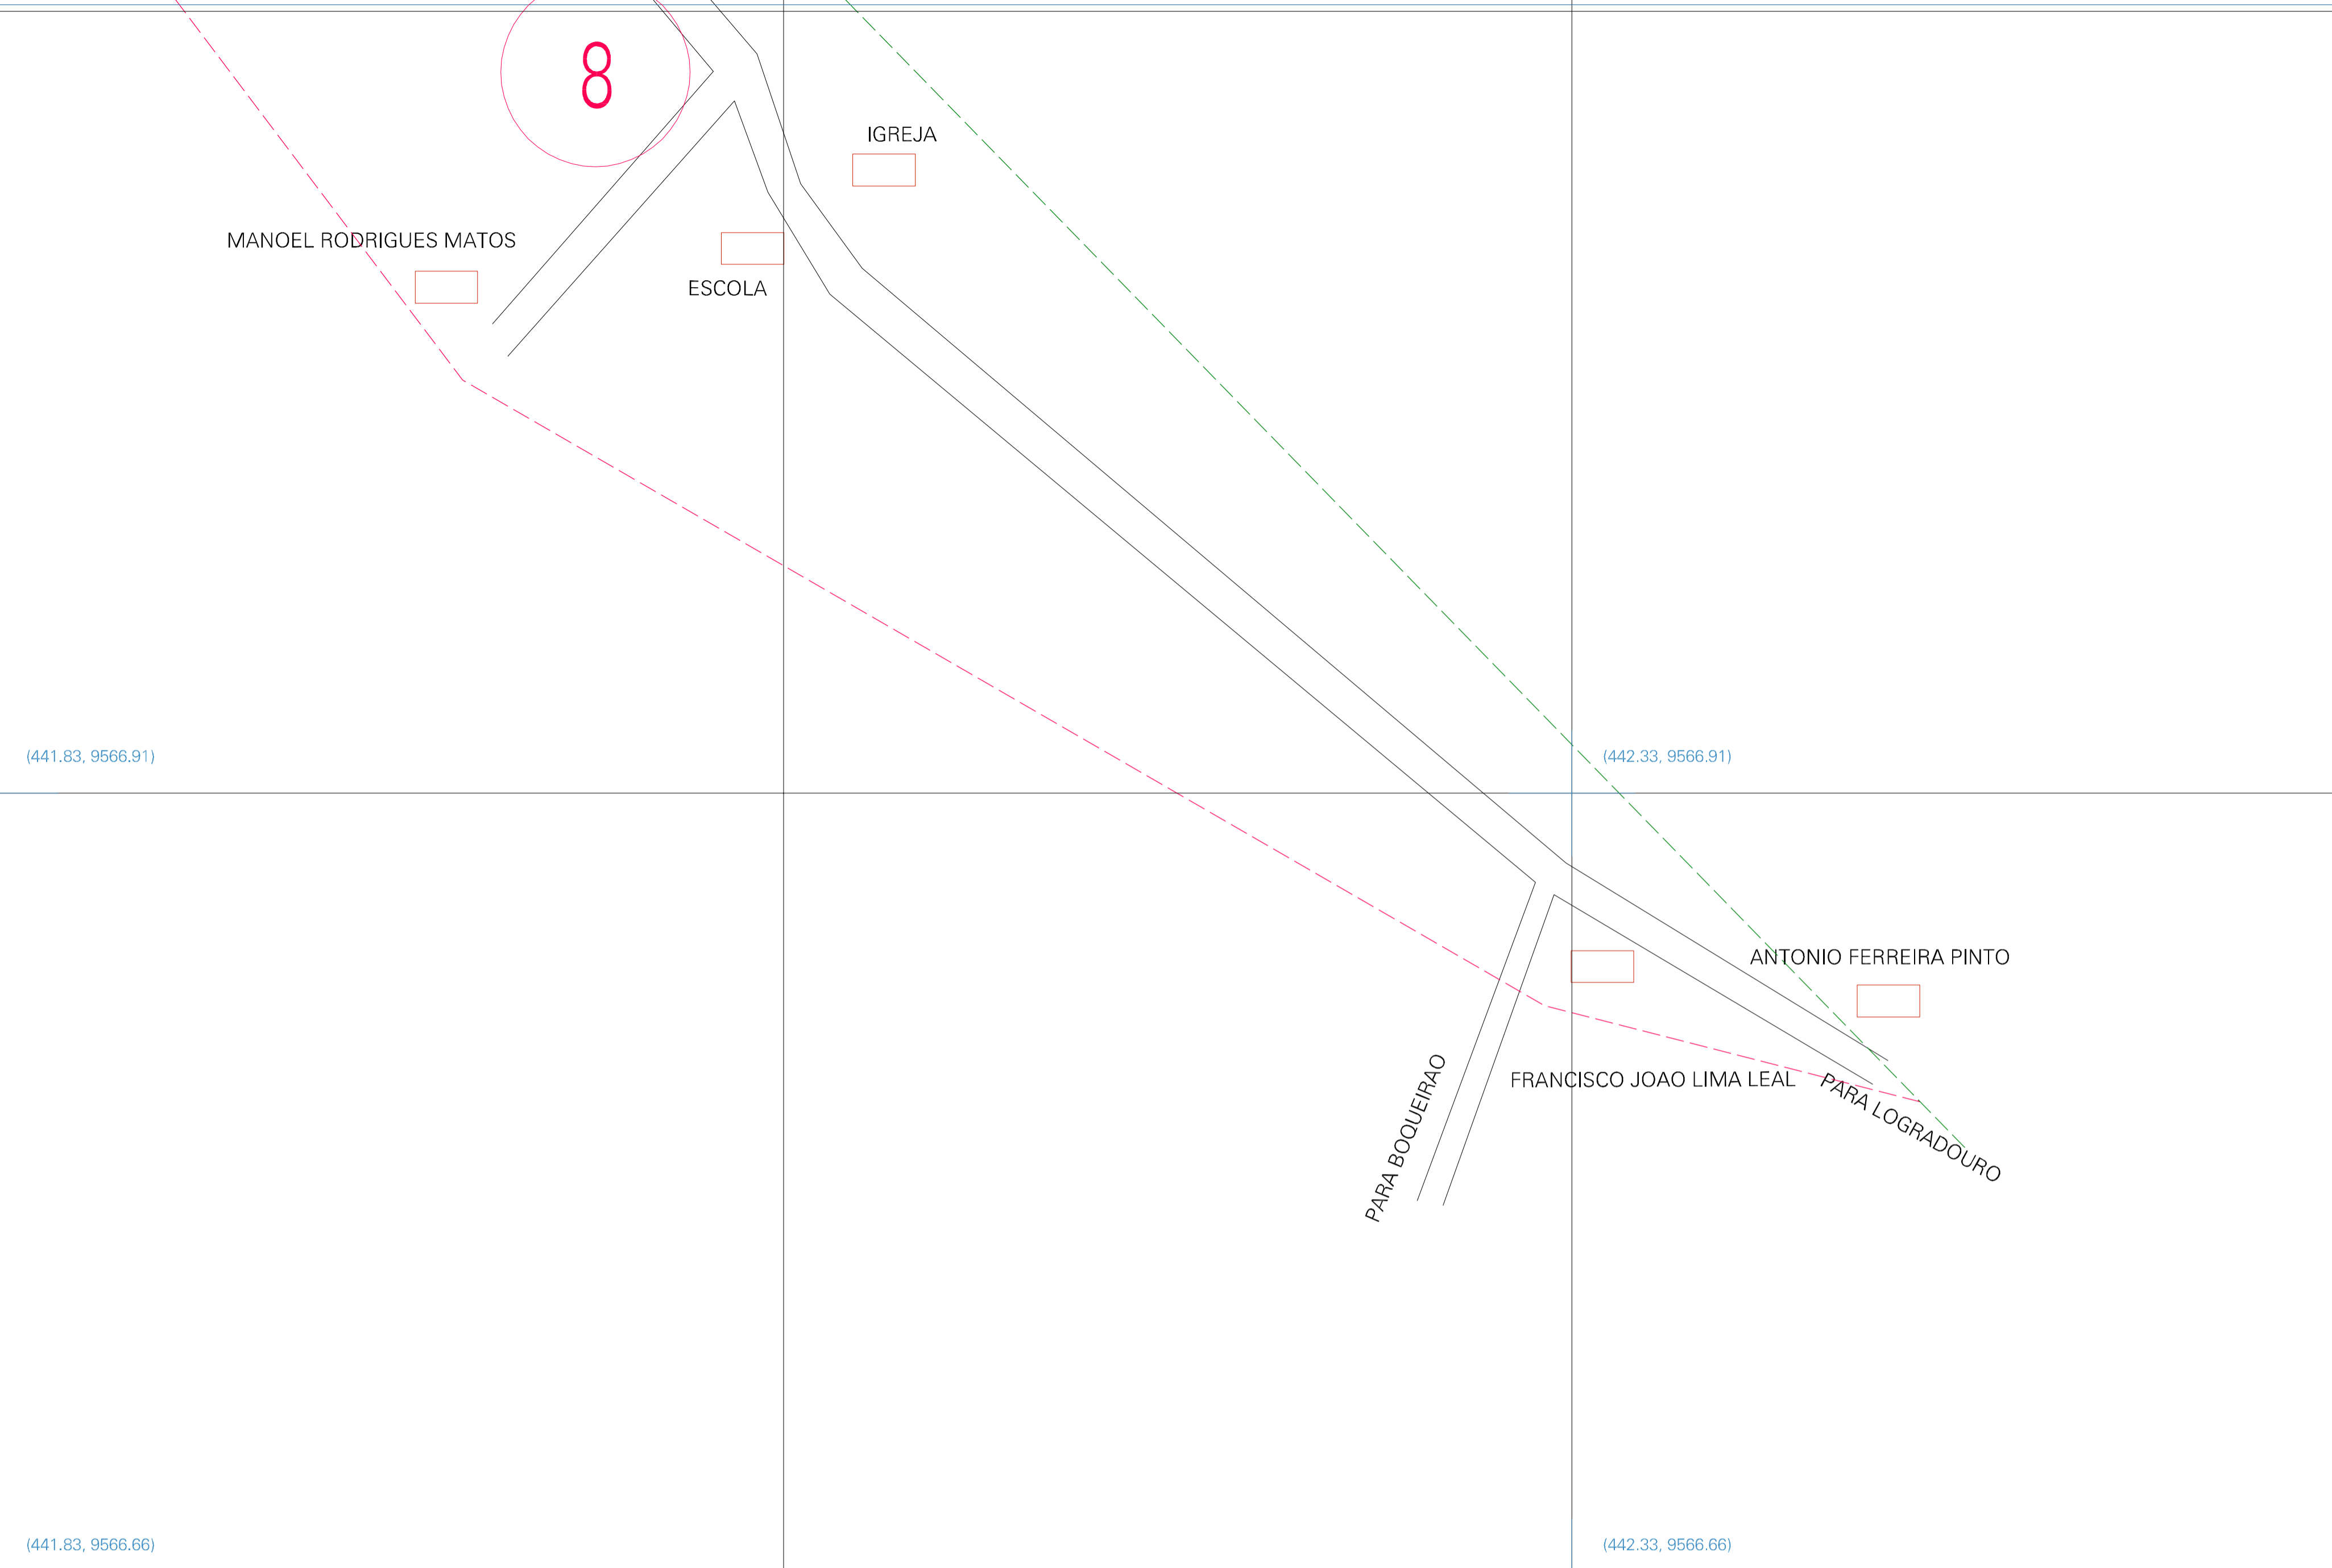 8
IGREJA
MANOEL RODRIGUES MATOS
ESCOLA
(441.83, 9566.91)
(442.33, 9566.91)
ANTONIO FERREIRA PINTO
FRANCISCO JOAO LIMA LEAL
PARA LOGRADOURO
PARA BOQUEIRAO
(441.83, 9566.66)
(442.33, 9566.66)